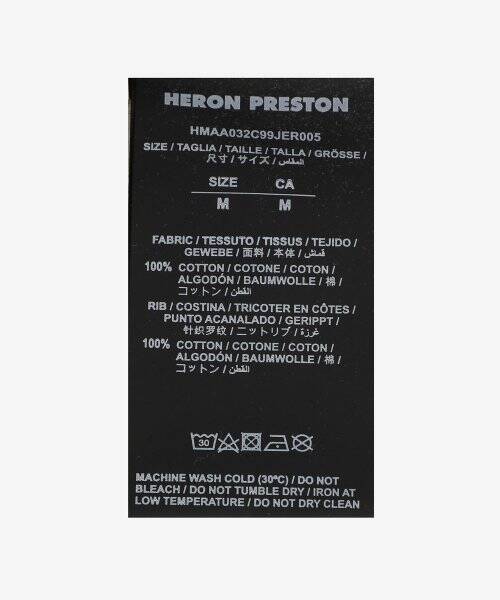 HERON PRESTON
HMAA032C99JER005
SIZE / TAGLIA / TAILLE / TALLA / GRÖSSE /
尺寸 / サイズ / المقاس
SIZE CA
M M
FABRIC / TESSUTO / TISSUS / TEJIDO /
GEWEBE / 面料 / 本体 / قماش
100% COTTON / COTONE / COTON /
ALGODÓN / BAUMWOLLE / 棉 /
コットン / القطن
RIB / COSTINA / TRICOTER EN CÔTES /
PUNTO ACANALADO / GERIPPT /
针织罗纹 / ニットリブ / غرزة
100% COTTON / COTONE / COTON /
ALGODÓN / BAUMWOLLE / 棉 /
コットン / القطن
30
MACHINE WASH COLD (30ºC) / DO NOT
BLEACH / DO NOT TUMBLE DRY / IRON AT
LOW TEMPERATURE / DO NOT DRY CLEAN